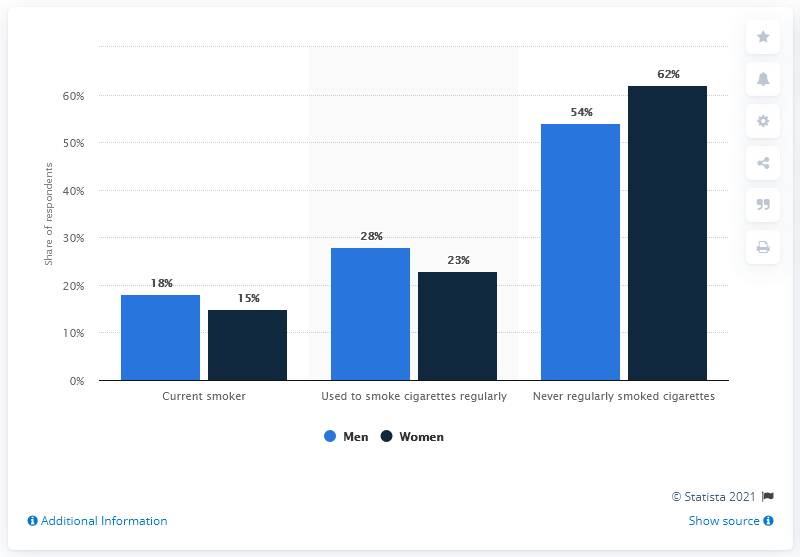 62%
60%
54%
50%
40%
Share of respondents
30%
28%
23%
20%
18%
15%
10%
0%
Current smoker
Used to smoke cigarettes regularly
Never regularly smoked cigarettes
Men
Women
© Statista 2021
Additional Information
Show source